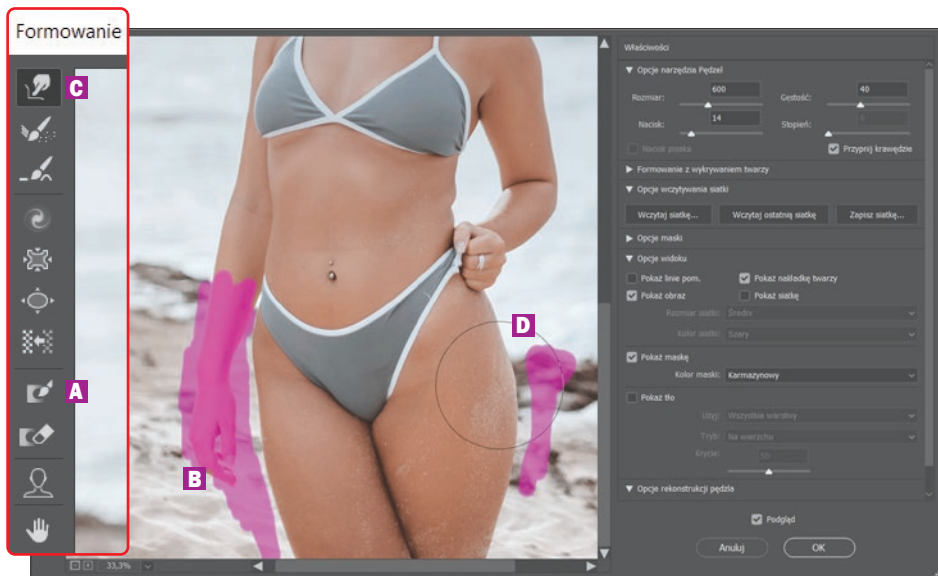 Formowanie
C
A
B
D
Właściwości
Opcje narzędzia Pędzel
Rozmiar: 600 Gęstość: 40
Nacisk: 14 Stopień:
Nacisk pióra Przypnij krawędzie
Formowanie z wykrywaniem twarzy
Opcje wczytywania siatki
Wczytaj siatkę... Wczytaj ostatnią siatkę Zapisz siatkę...
Opcje maski
Opcje widoku
Pokaż linie pom. Pokaż nakładkę twarzy
Pokaż obraz Pokaż siatkę
Rozmiar siatki: Średni
Kolor siatki: Szary
Pokaż maskę
Kolor maski: Karmazynowy
Pokaż tło
Użyj: Wszystkie warstwy
Tryb: Na wierzchu
Krycie: 50
Opcje rekonstrukcji pędzla
Podgląd
Anuluj OK
33,3%